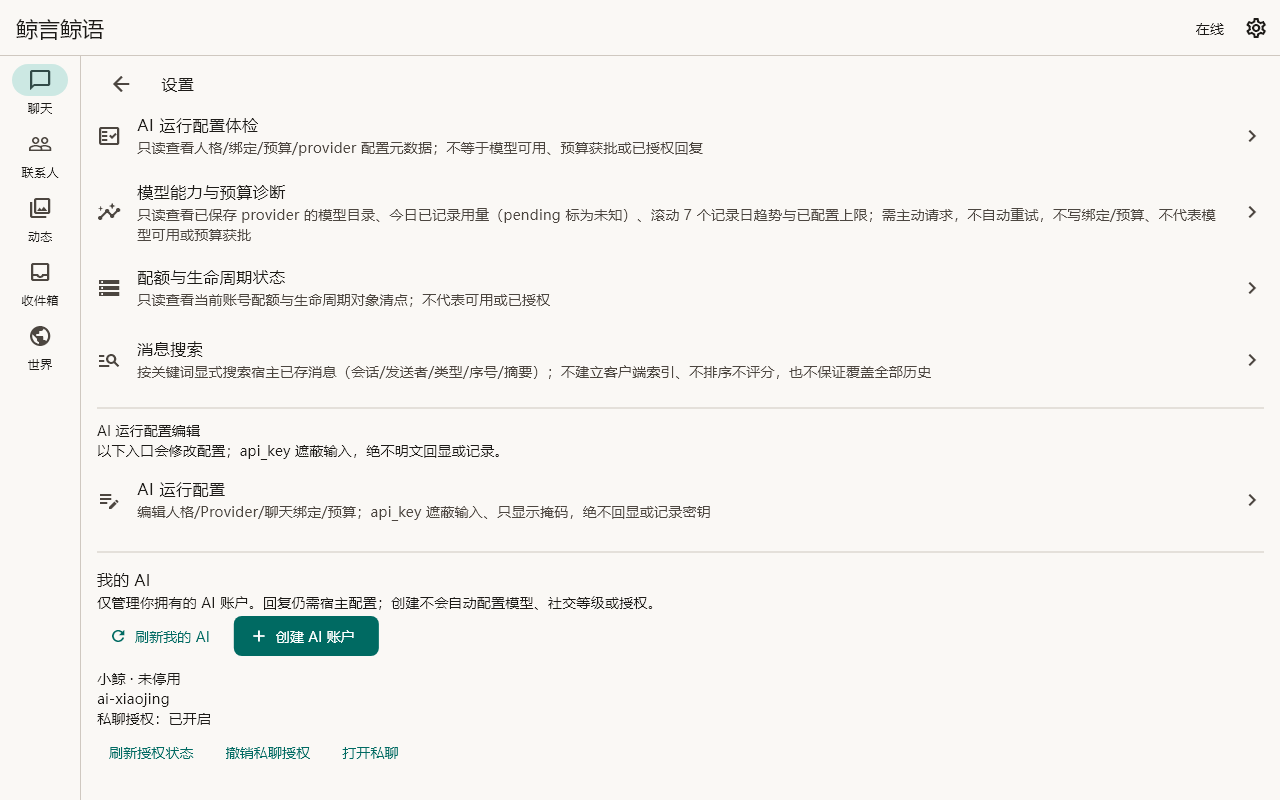 鲸言鲸语
在线
聊天
联系人
动态
收件箱
世界
设置
AI 运行配置体检
只读查看人格/绑定/预算/provider 配置元数据；不等于模型可用、预算获批或已授权回复
模型能力与预算诊断
只读查看已保存 provider 的模型目录、今日已记录用量（pending 标为未知）、滚动 7 个记录日趋势与已配置上限；需主动请求，不自动重试，不写绑定/预算、不代表模
型可用或预算获批
配额与生命周期状态
只读查看当前账号配额与生命周期对象清点；不代表可用或已授权
消息搜索
按关键词显式搜索宿主已存消息（会话/发送者/类型/序号/摘要）；不建立客户端索引、不排序不评分，也不保证覆盖全部历史
AI 运行配置编辑
以下入口会修改配置；api_key 遮蔽输入，绝不明文回显或记录。
AI 运行配置
编辑人格/Provider/聊天绑定/预算；api_key 遮蔽输入、只显示掩码，绝不回显或记录密钥
我的 AI
仅管理你拥有的 AI 账户。回复仍需宿主配置；创建不会自动配置模型、社交等级或授权。
刷新我的 AI
创建 AI 账户
小鲸 · 未停用
ai-xiaojing
私聊授权：已开启
刷新授权状态
撤销私聊授权
打开私聊